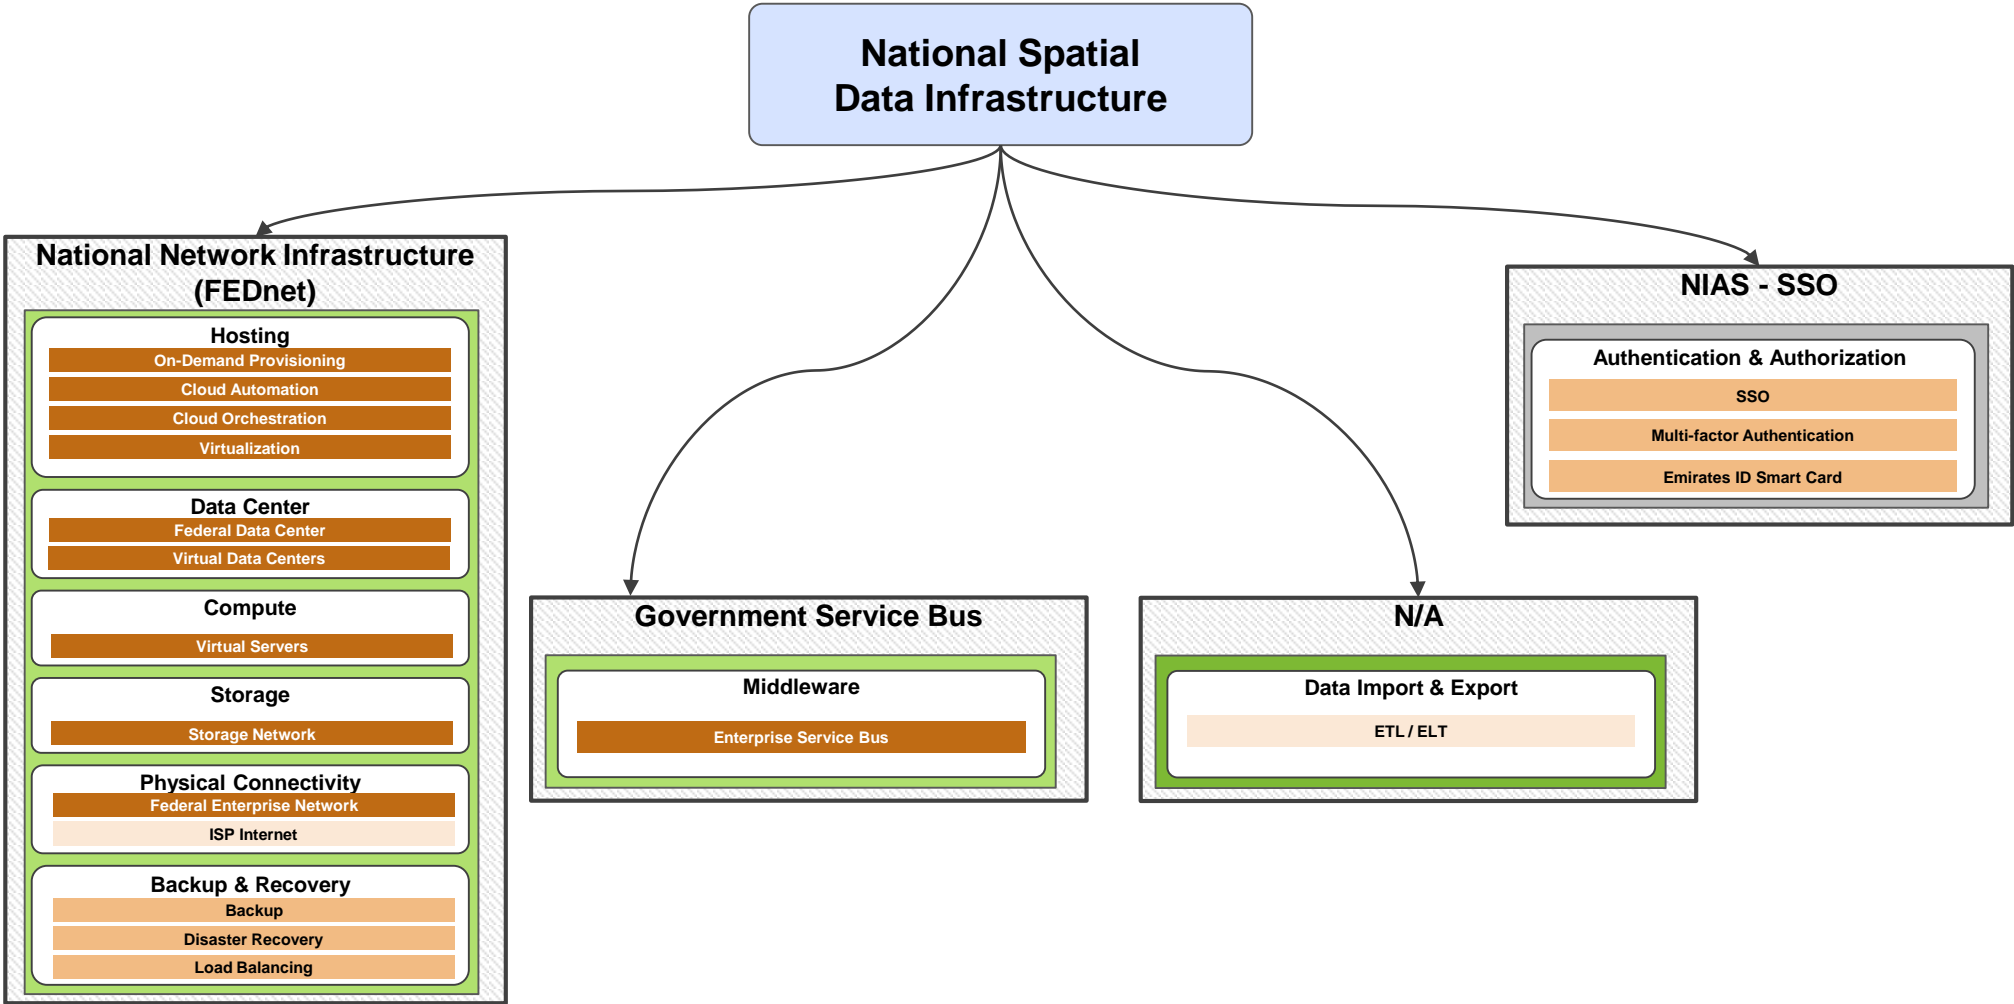 National Spatial
Data Infrastructure
National Network Infrastructure
(FEDnet)
Hosting
On-Demand Provisioning
Cloud Automation
Cloud Orchestration
Virtualization
Data Center
Federal Data Center
Virtual Data Centers
Compute
Virtual Servers
Storage
Storage Network
Physical Connectivity
Federal Enterprise Network
ISP Internet
Backup & Recovery
Backup
Disaster Recovery
Load Balancing
Government Service Bus
Middleware
Enterprise Service Bus
N/A
Data Import & Export
ETL / ELT
NIAS - SSO
Authentication & Authorization
SSO
Multi-factor Authentication
Emirates ID Smart Card